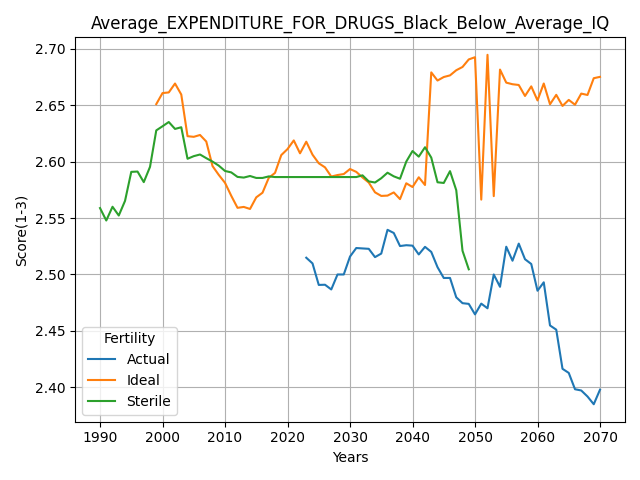 Average_EXPENDITURE_FOR_DRUGS_Black_Below_Average_IQ
Score(1-3)
2.70
2.65
2.60
2.55
2.50
2.45
2.40
Fertility
Actual
Ideal
Sterile
1990 2000 2010 2020 2030 2040 2050 2060 2070
Years